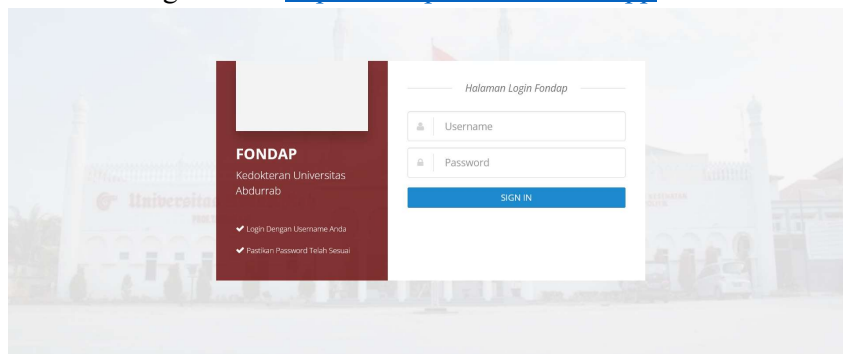 Halaman Login Fondap
Username
Password
SIGN IN
FONDAP
Kedokteran Universitas
Abdurrab
Login Dengan Username Anda
Pastikan Password Telah Sesuai
Universitas